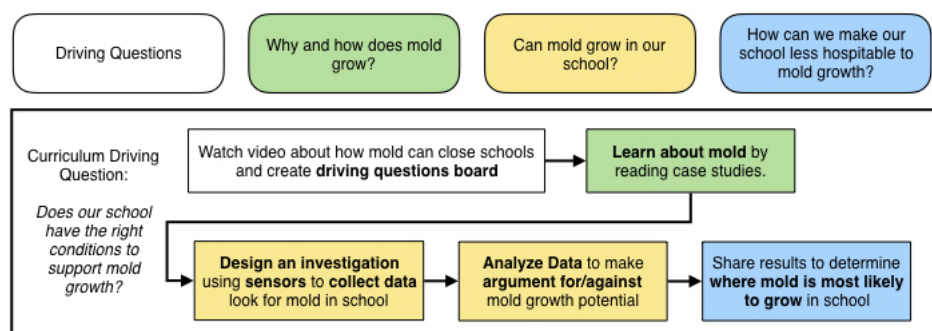 Driving Questions
Why and how does mold
grow?
Can mold grow in our
school?
How can we make our
school less hospitable to
mold growth?
Curriculum Driving
Question:
Does our school
have the right
conditions to
support mold
growth?
Watch video about how mold can close schools
and create driving questions board
Learn about mold by
reading case studies.
Design an investigation
using sensors to collect data
look for mold in school
Analyze Data to make
argument for/against
mold growth potential
Share results to determine
where mold is most likely
to grow in school